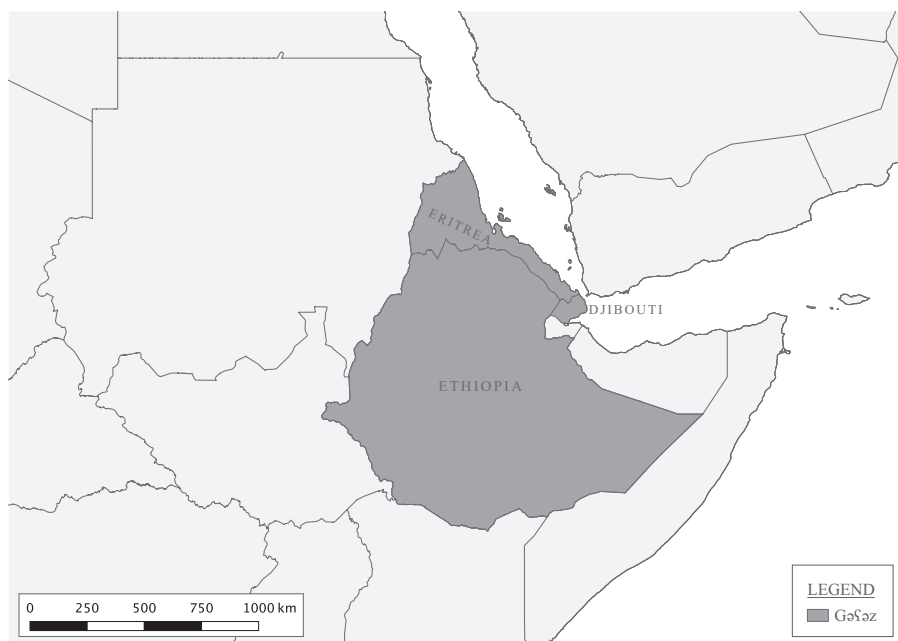 ERITREA
DJIBOUTI
ETHIOPIA
0 250 500 750 1000 km
LEGEND
Gəʕəz